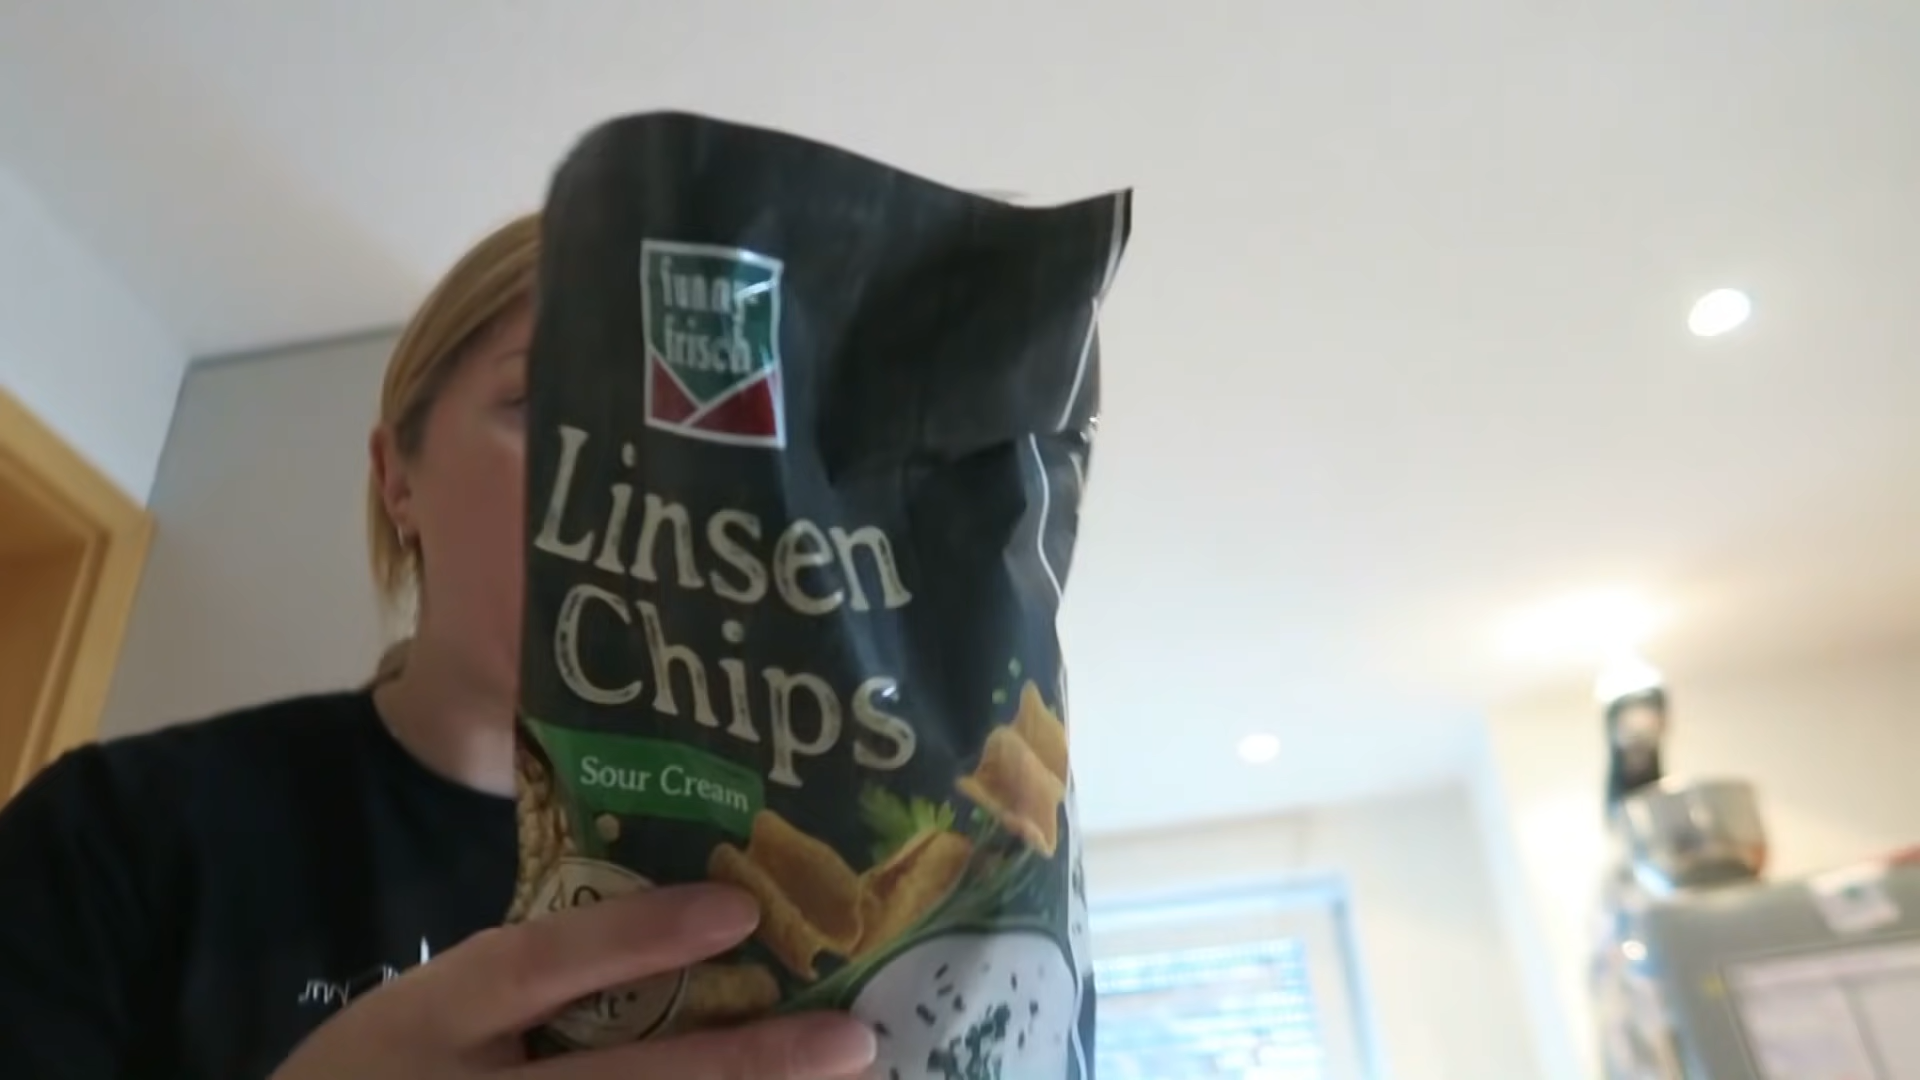 funny-
frisch
Linsen
Chips
Sour Cream